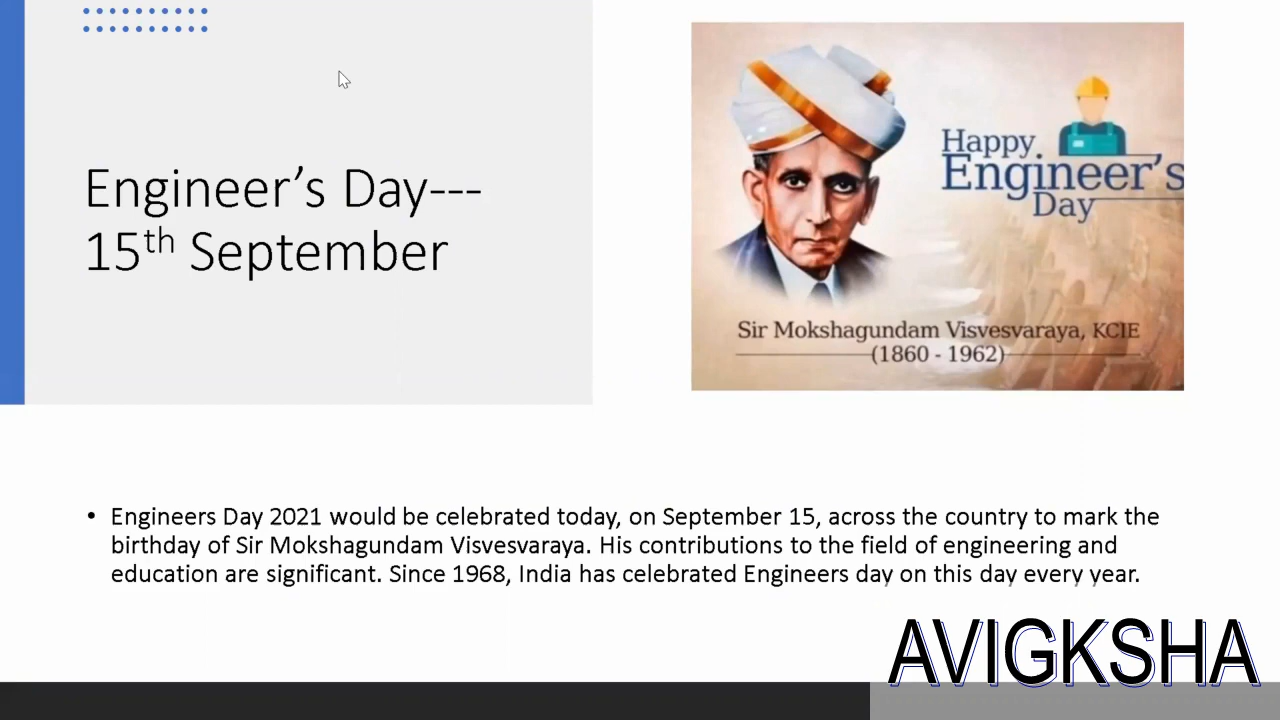 Engineer’s Day---
15th September
Happy
Engineer's
Day
Sir Mokshagundam Visvesvaraya, KCIE
(1860 - 1962)
• Engineers Day 2021 would be celebrated today, on September 15, across the country to mark the
birthday of Sir Mokshagundam Visvesvaraya. His contributions to the field of engineering and
education are significant. Since 1968, India has celebrated Engineers day on this day every year.
AVIGKSHA